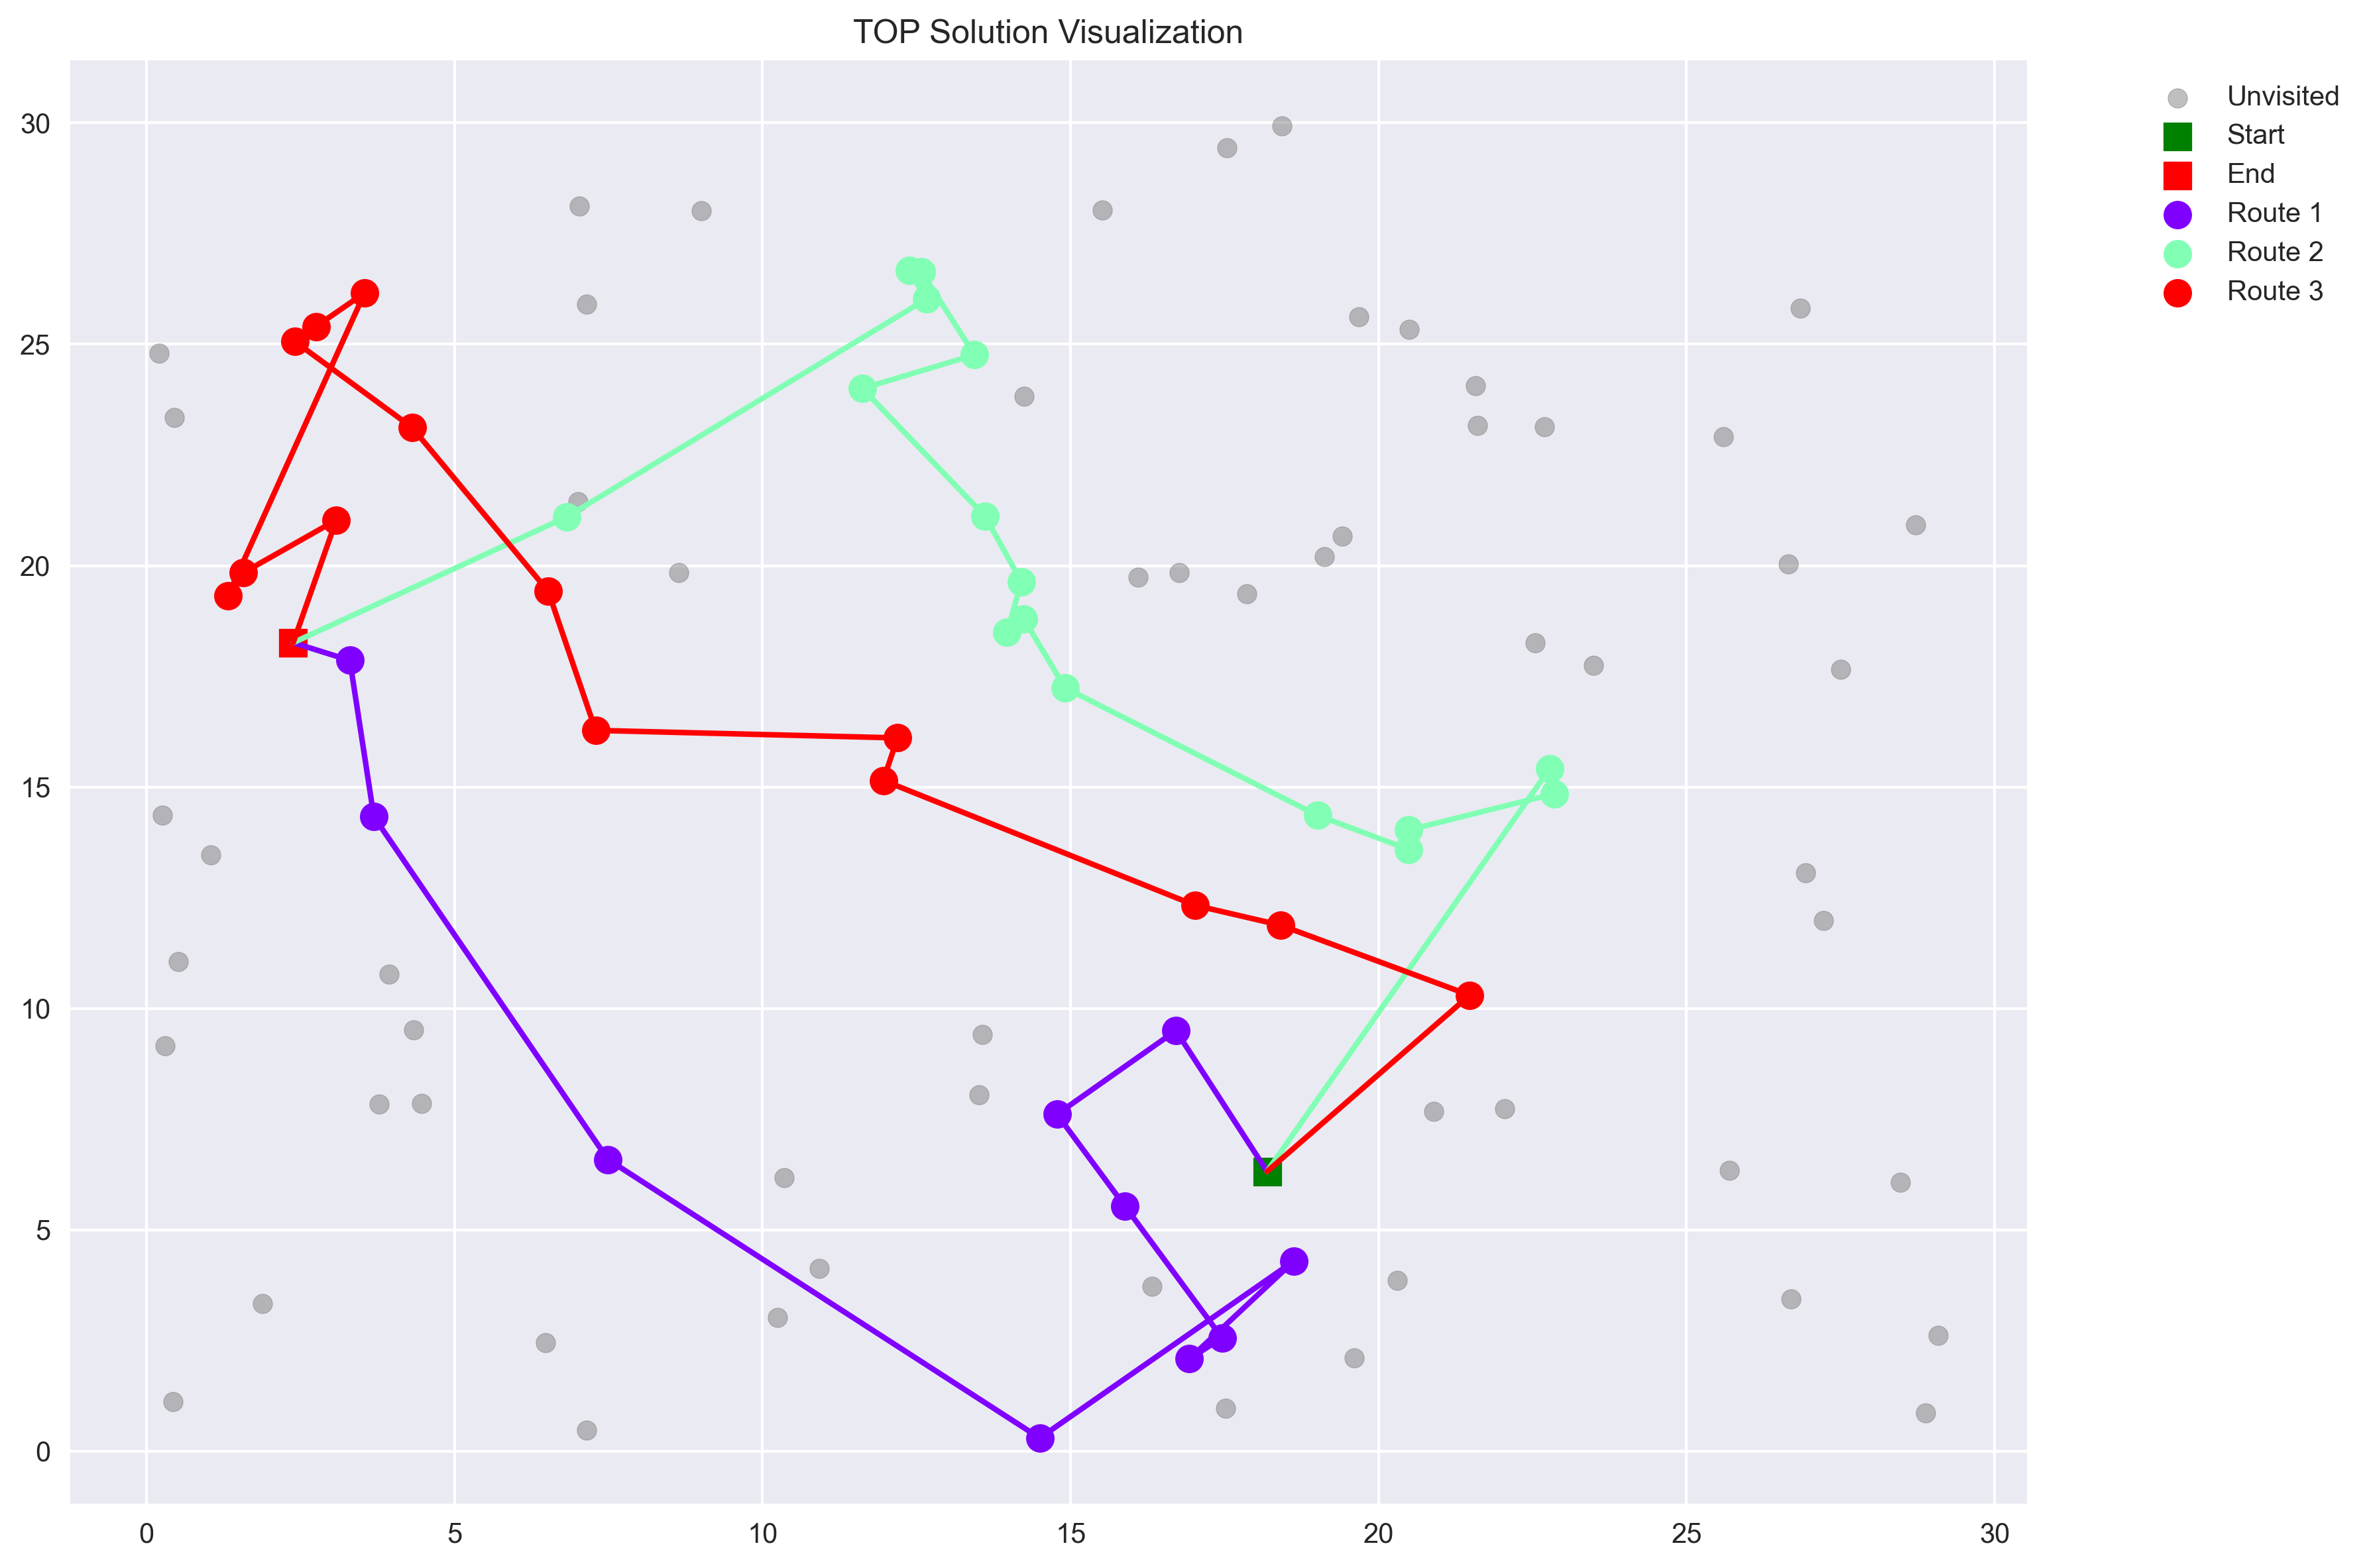 TOP Solution Visualization
30
25
20
15
10
5
0
0 5 10 15 20 25 30
Unvisited
Start
End
Route 1
Route 2
Route 3